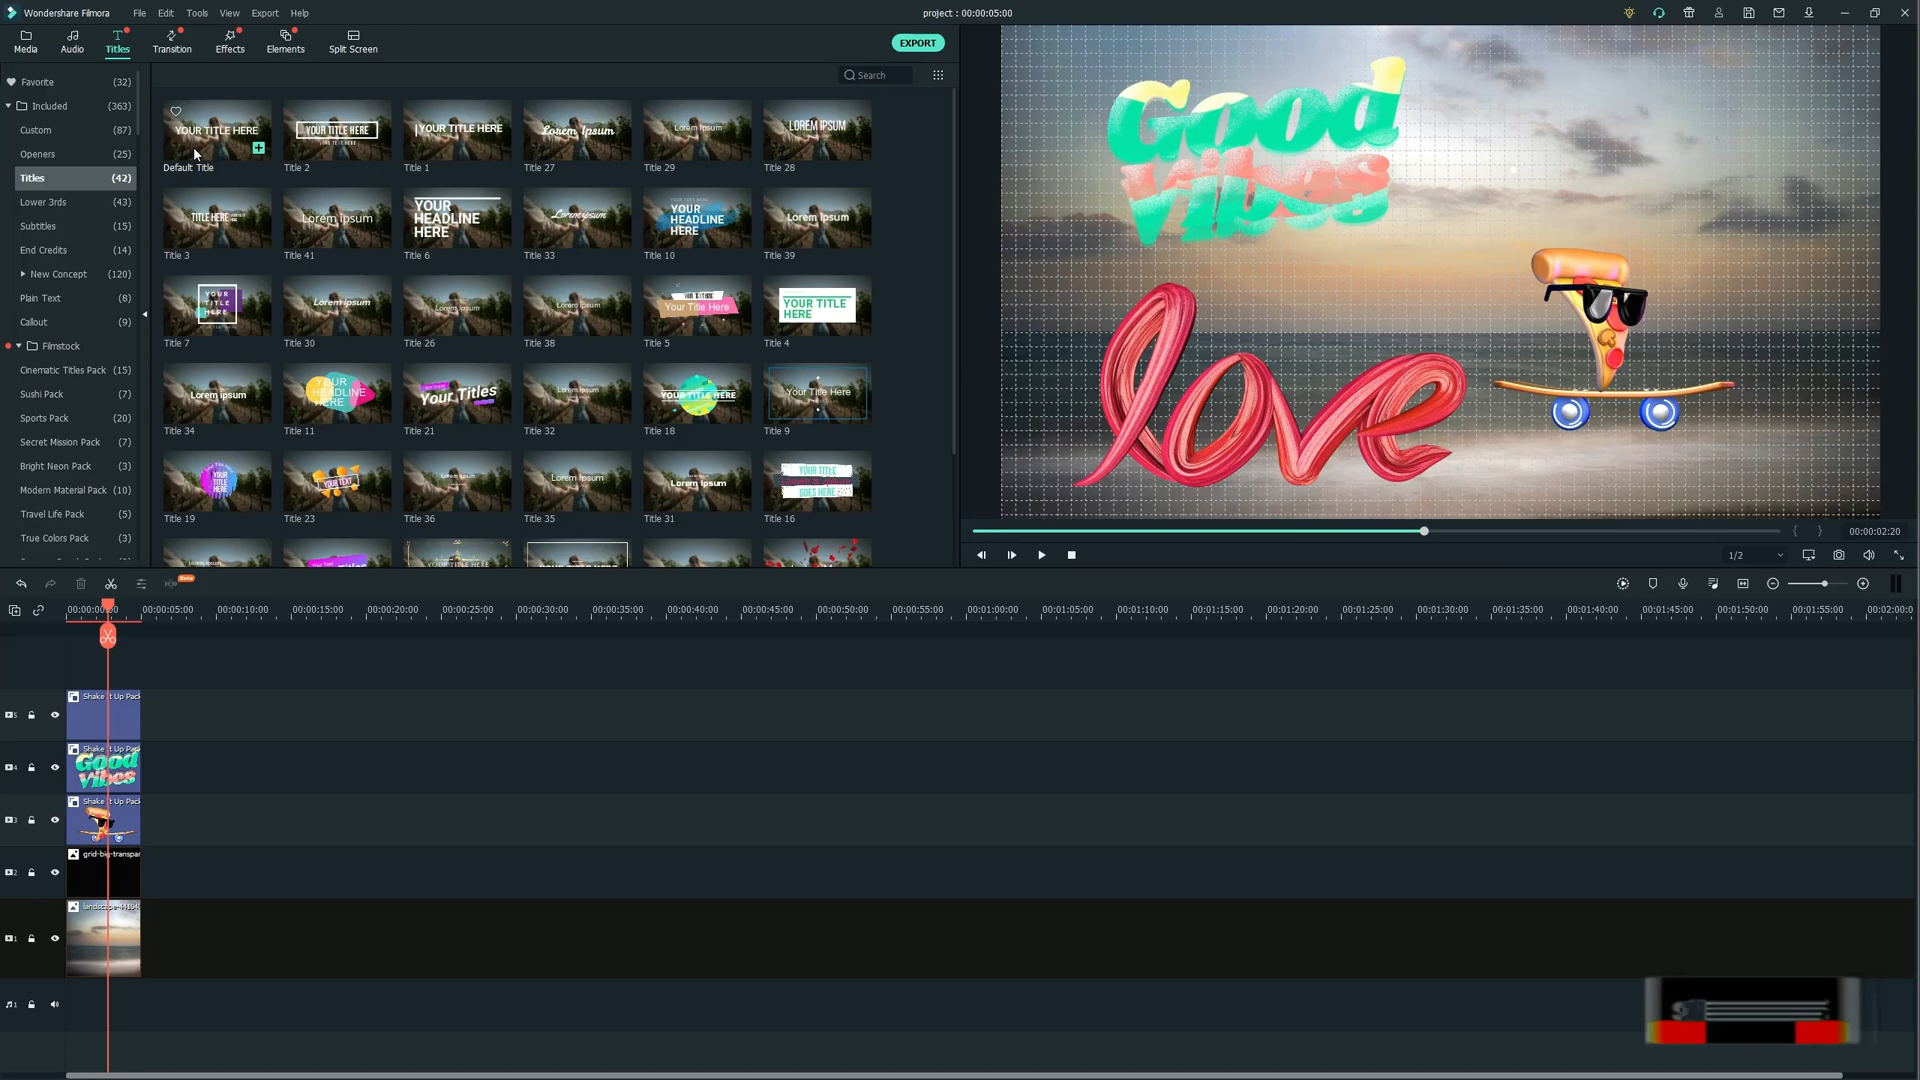 Wondershare Filmora
File Edit Tools View Export Help
project : 00:00:05:00
Media Audio Titles Transition Effects Elements Split Screen
EXPORT
Favorite (32)
Included (363)
Custom (87)
Openers (25)
Titles (42)
Lower 3rds (43)
Subtitles (15)
End Credits (14)
New Concept (120)
Plain Text (8)
Callout (9)
Filmstock
Cinematic Titles Pack (15)
Sushi Pack (7)
Sports Pack (20)
Secret Mission Pack (7)
Bright Neon Pack (3)
Modern Material Pack (10)
Travel Life Pack (5)
True Colors Pack (3)
Search
YOUR TITLE HERE
YOUR TITLE HERE
YOUR TITLE HERE
Lorem Ipsum
Lorem Ipsum
LOREM IPSUM
Default Title Title 2 Title 1 Title 27 Title 29 Title 28
TITLE HERE
Lorem Ipsum
YOUR
HEADLINE
HERE
Lorem ipsum
YOUR
HEADLINE
HERE
Lorem Ipsum
Title 3 Title 41 Title 6 Title 33 Title 10 Title 39
YOUR
TITLE
HERE
Lorem Ipsum
Lorem Ipsum
Lorem Ipsum
Your Title Here
YOUR TITLE
HERE
Title 7 Title 30 Title 26 Title 38 Title 5 Title 4
Lorem Ipsum
YOUR
HEADLINE
HERE
Your Titles
Lorem Ipsum
YOUR TITLE HERE
Your Title Here
Title 34 Title 11 Title 21 Title 32 Title 18 Title 9
YOUR
TITLE
HERE
YOUR TEXT
Lorem Ipsum
Lorem Ipsum
YOUR TITLE
GOES HERE
Title 19 Title 23 Title 36 Title 35 Title 31 Title 16
Good
Vibes
love
{ } 00:00:02:20
1/2
Beta
00:00:00:00 00:00:05:00 00:00:10:00 00:00:15:00 00:00:20:00 00:00:25:00 00:00:30:00 00:00:35:00 00:00:40:00 00:00:45:00 00:00:50:00 00:00:55:00 00:01:00:00 00:01:05:00 00:01:10:00 00:01:15:00 00:01:20:00 00:01:25:00 00:01:30:00 00:01:35:00 00:01:40:00 00:01:45:00 00:01:50:00 00:01:55:00 00:02:00:0
5 Shake It Up Pack
4 Shake It Up Pack
Good
Vibes
3 Shake It Up Pack
2 grid-big-transpar
1 landscape
1